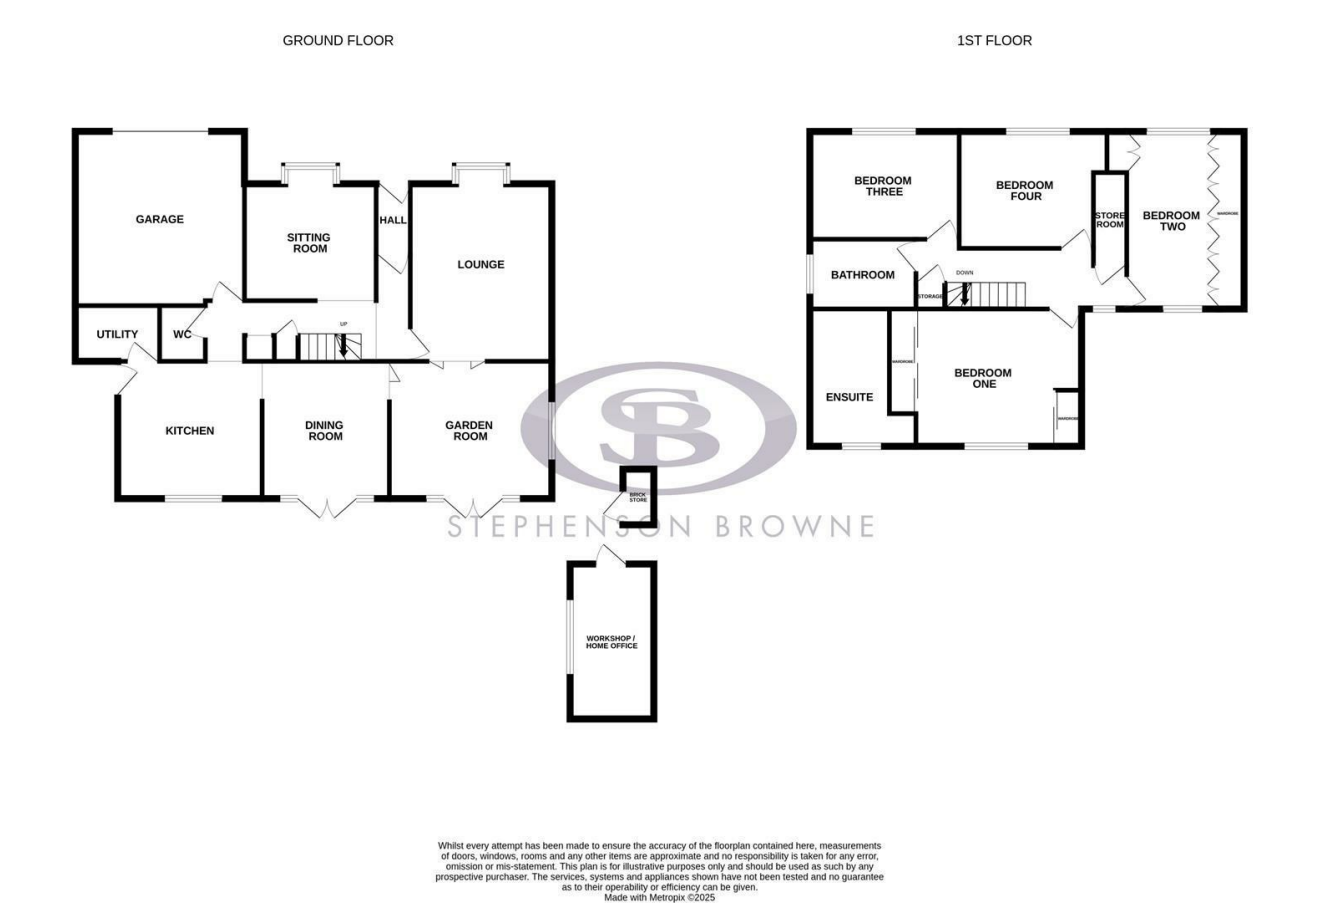 GROUND FLOOR
1ST FLOOR
GARAGE
SITTING
ROOM
HALL
LOUNGE
UTILITY
WC
UP
KITCHEN
DINING
ROOM
GARDEN
ROOM
BRICK
STORE
WORKSHOP /
HOME OFFICE
BEDROOM
THREE
BEDROOM
FOUR
STORE
ROOM
BEDROOM
TWO
WARDROBE
BATHROOM
DOWN
STORAGE
WARDROBE
BEDROOM
ONE
ENSUITE
WARDROBE
SB
STEPHENSON BROWNE
Whilst every attempt has been made to ensure the accuracy of the floorplan contained here, measurements
of doors, windows, rooms and any other items are approximate and no responsibility is taken for any error,
omission or mis-statement. This plan is for illustrative purposes only and should be used as such by any
prospective purchaser. The services, systems and appliances shown have not been tested and no guarantee
as to their operability or efficiency can be given.
Made with Metropix ©2025